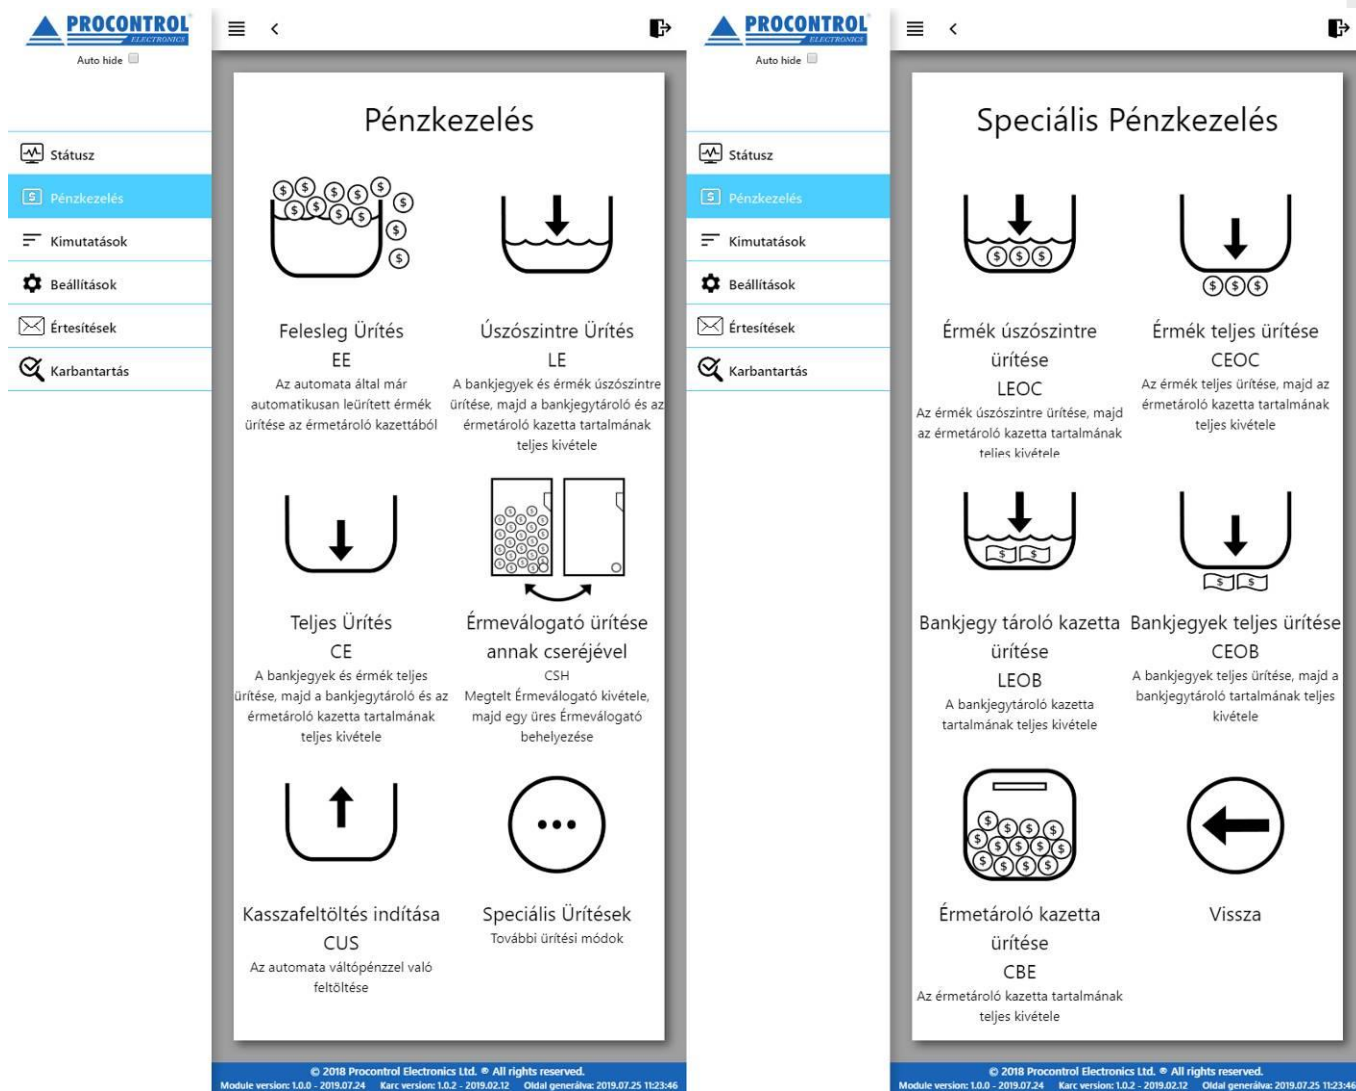 PROCONTROL
ELECTRONICS
Auto hide
Státusz
Pénzkezelés
Kimutatások
Beállítások
Értesítések
Karbantartás
Pénzkezelés
Felesleg Ürítés
EE
Az automata által már
automatikusan leürített érmék
ürítése az érmetároló kazettából
Úszószintre Ürítés
LE
A bankjegyek és érmék úszószintre
ürítése, majd a bankjegytároló és az
érmetároló kazetta tartalmának
teljes kivétele
Teljes Ürítés
CE
A bankjegyek és érmék teljes
ürítése, majd a bankjegytároló és az
érmetároló kazetta tartalmának
teljes kivétele
Érmeválogató ürítése
annak cseréjével
CSH
Megtelt Érmeválogató kivétele,
majd egy üres Érmeválogató
behelyezése
Kasszafeltöltés indítása
CUS
Az automata váltópénzzel való
feltöltése
Speciális Ürítések
További ürítési módok
© 2018 Procontrol Electronics Ltd. ® All rights reserved.
Module version: 1.0.0 - 2019.07.24 Karc version: 1.0.2 - 2019.02.12 Oldal generálva: 2019.07.25 11:23:46
PROCONTROL
ELECTRONICS
Auto hide
Státusz
Pénzkezelés
Kimutatások
Beállítások
Értesítések
Karbantartás
Speciális Pénzkezelés
Érmék úszószintre
ürítése
LEOC
Az érmék úszószintre ürítése, majd
az érmetároló kazetta tartalmának
teljes kivétele
Érmék teljes ürítése
CEOC
Az érmék teljes ürítése, majd az
érmetároló kazetta tartalmának
teljes kivétele
Bankjegy tároló kazetta
ürítése
LEOB
A bankjegytároló kazetta
tartalmának teljes kivétele
Bankjegyek teljes ürítése
CEOB
A bankjegyek teljes ürítése, majd a
bankjegytároló tartalmának teljes
kivétele
Érmetároló kazetta
ürítése
CBE
Az érmetároló kazetta tartalmának
teljes kivétele
Vissza
© 2018 Procontrol Electronics Ltd. ® All rights reserved.
Module version: 1.0.0 - 2019.07.24 Karc version: 1.0.2 - 2019.02.12 Oldal generálva: 2019.07.25 11:23:46